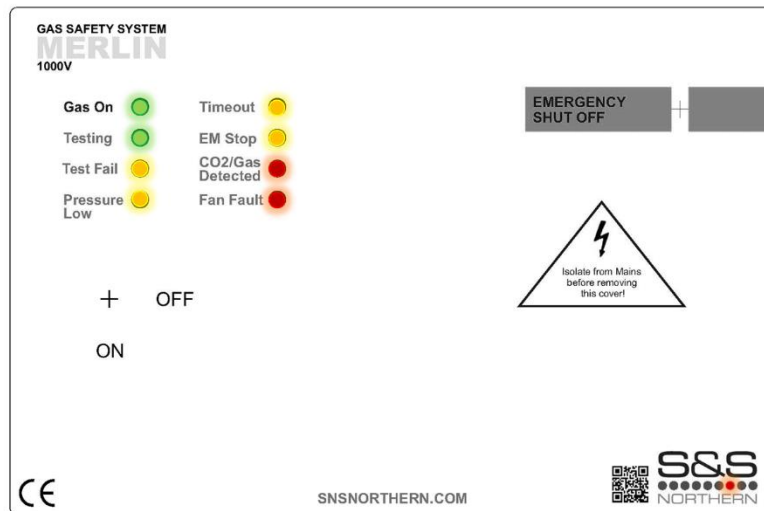 GAS SAFETY SYSTEM
MERLIN
1000V
Gas On
Timeout
Testing
EM Stop
Test Fail
CO2/Gas
Detected
Pressure
Low
Fan Fault
EMERGENCY
SHUT OFF
Isolate from Mains
before removing
this cover!
OFF
ON
CE
SNSNORTHERN.COM
S&S
NORTHERN